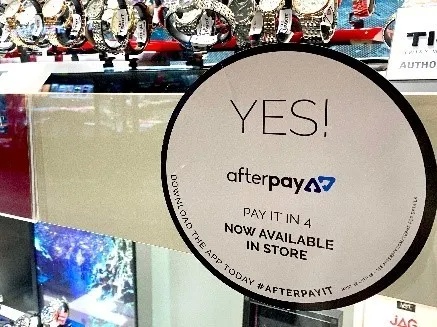 YES!
afterpay
PAY IT IN 4
NOW AVAILABLE
IN STORE
DOWNLOAD THE APP TODAY #AFTERPAYIT
TI
AUTHO
JAG